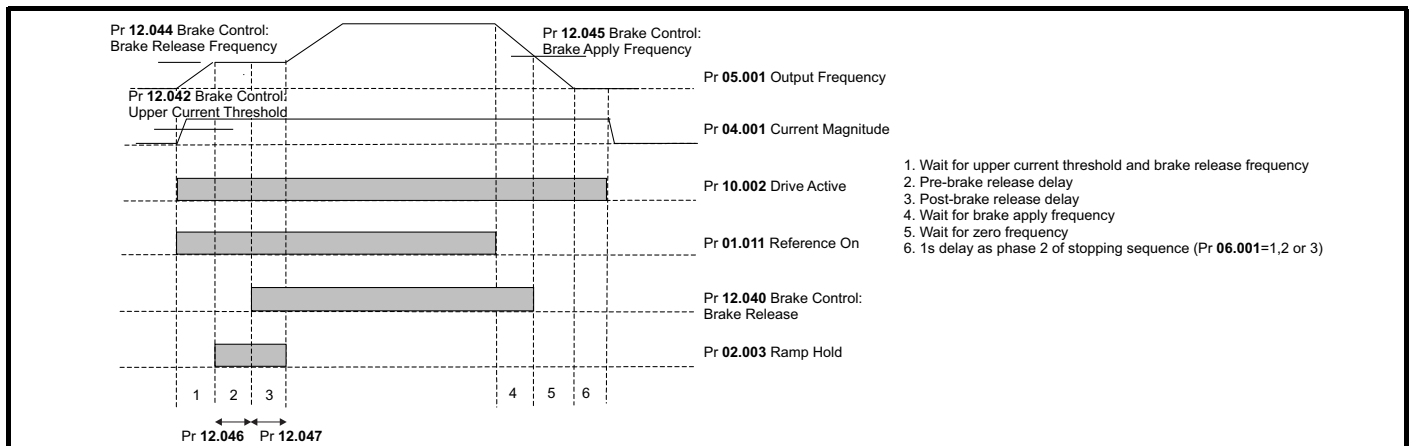 Pr 12.044 Brake Control:
Brake Release Frequency
Pr 12.045 Brake Control:
Brake Apply Frequency
Pr 05.001 Output Frequency
Pr 12.042 Brake Control:
Upper Current Threshold
Pr 04.001 Current Magnitude
1. Wait for upper current threshold and brake release frequency
2. Pre-brake release delay
3. Post-brake release delay
4. Wait for brake apply frequency
5. Wait for zero frequency
6. 1s delay as phase 2 of stopping sequence (Pr 06.001=1,2 or 3)
Pr 10.002 Drive Active
Pr 01.011 Reference On
Pr 12.040 Brake Control:
Brake Release
Pr 02.003 Ramp Hold
1 2 3 4 5 6
Pr 12.046 Pr 12.047